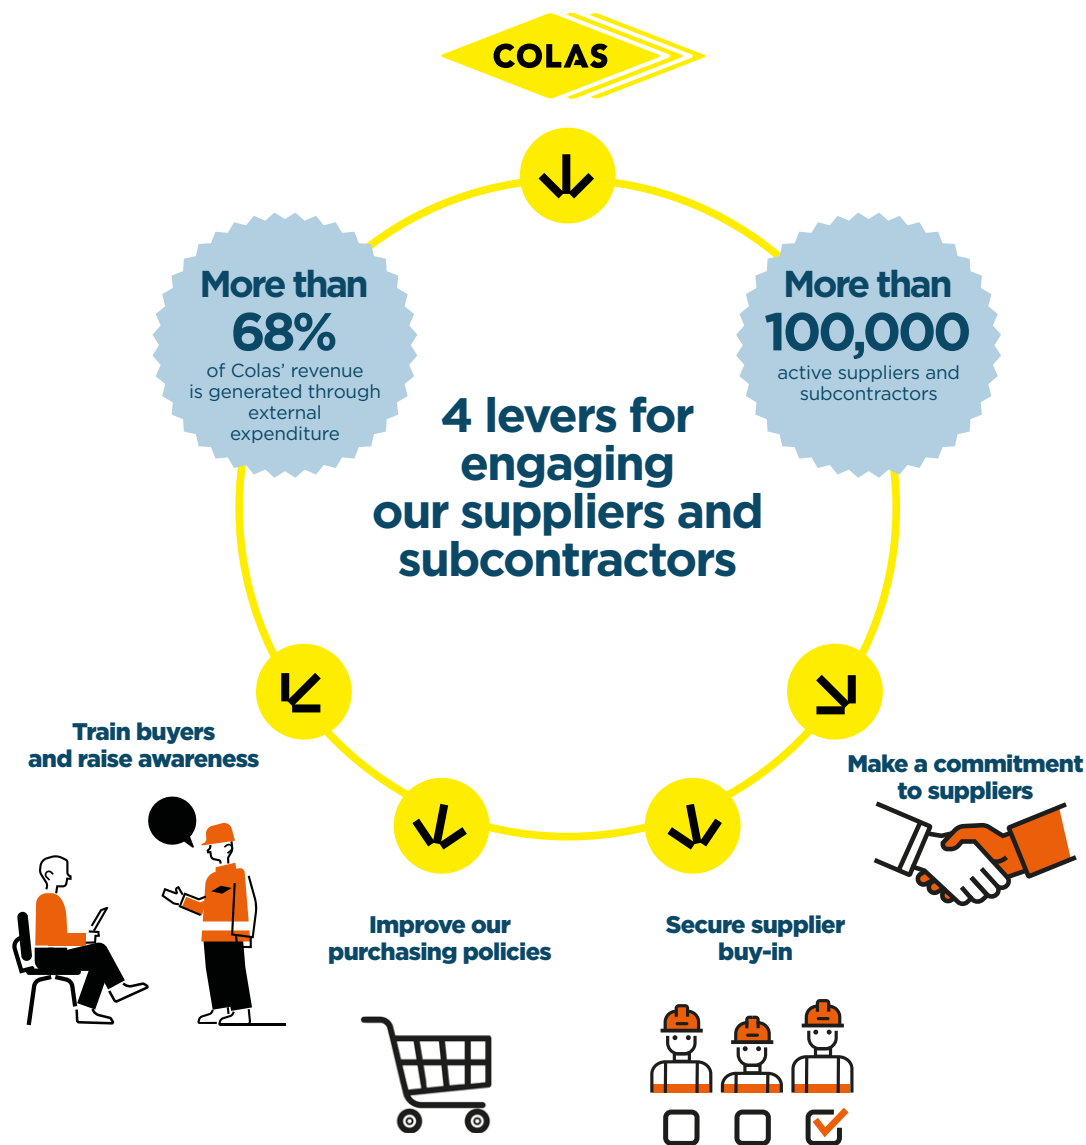 COLAS
More than
68%
of Colas’ revenue
is generated through
external
expenditure
More than
100,000
active suppliers and
subcontractors
4 levers for
engaging
our suppliers and
subcontractors
Train buyers
and raise awareness
Improve our
purchasing policies
Secure supplier
buy-in
Make a commitment
to suppliers